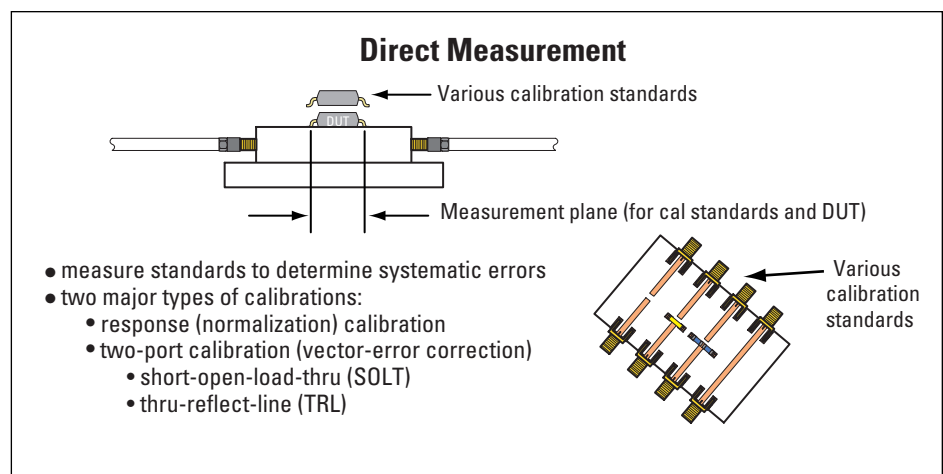 Direct Measurement
Various calibration standards
DUT
Measurement plane (for cal standards and DUT)
• measure standards to determine systematic errors
• two major types of calibrations:
• response (normalization) calibration
• two-port calibration (vector-error correction)
• short-open-load-thru (SOLT)
• thru-reflect-line (TRL)
Various
calibration
standards